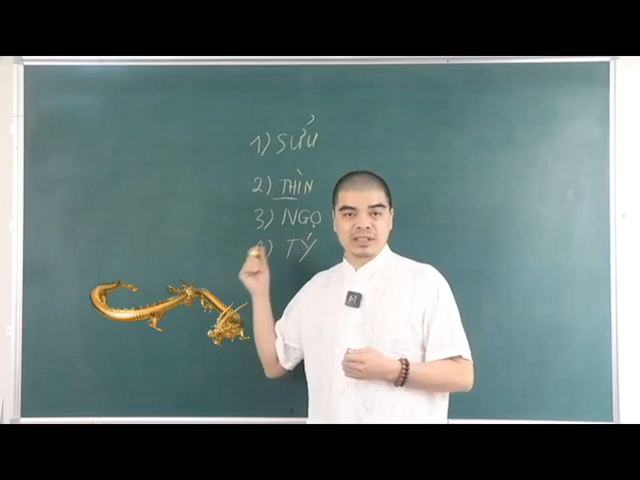 1) SỬU
2) THÌN
3) NGỌ
4) TÝ